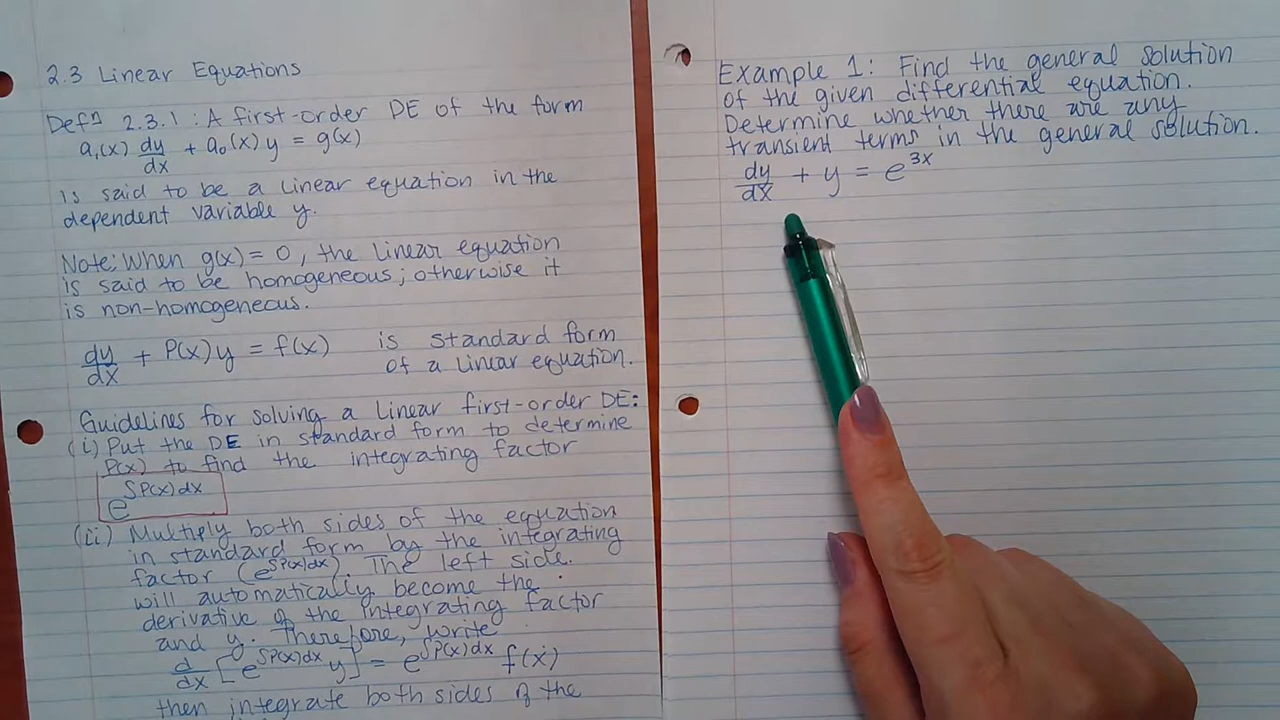 2.3 Linear Equations
Defⁿ 2.3.1: A first-order DE of the form
a₁(x) dy/dx + a₀(x) y = g(x)
is said to be a linear equation in the
dependent variable y.
Note: When g(x) = 0, the linear equation
is said to be homogeneous; otherwise it
is non-homogeneous.
dy/dx + P(x)y = f(x) is standard form
of a linear equation.
Guidelines for solving a linear first-order DE:
(i) Put the DE in standard form to determine
P(x) to find the integrating factor
e^∫P(x)dx
(ii) Multiply both sides of the equation
in standard form by the integrating
factor (e^∫P(x)dx). The left side
will automatically become the
derivative of the integrating factor
and y. Therefore, write
d/dx [e^∫P(x)dx y] = e^∫P(x)dx f(x)
then integrate both sides of the
Example 1: Find the general solution
of the given differential equation.
Determine whether there are any
transient terms in the general solution.
dy/dx + y = e^3x